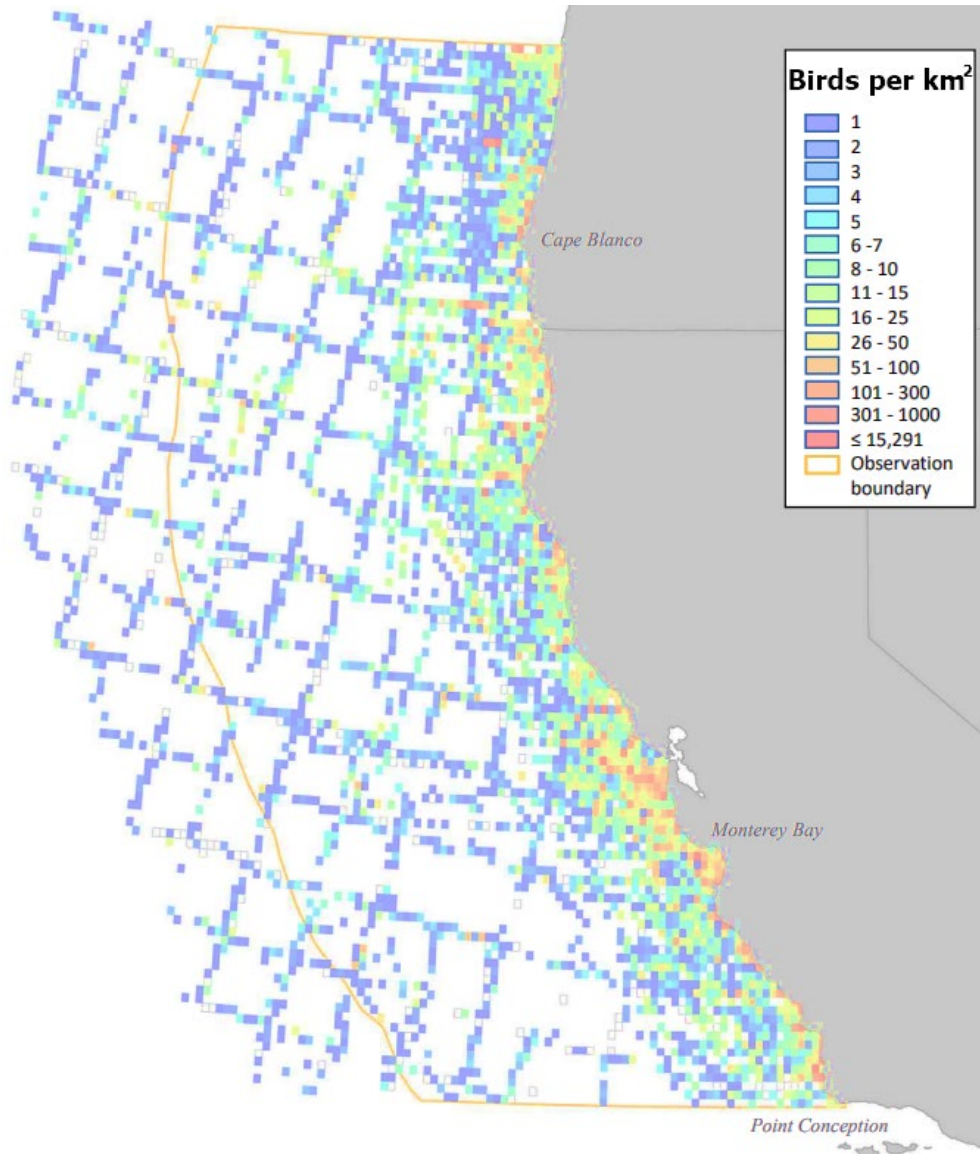 Birds per km²
1
2
3
4
5
6 -7
8 - 10
11 - 15
16 - 25
26 - 50
51 - 100
101 - 300
301 - 1000
≤ 15,291
Observation
boundary
Cape Blanco
Monterey Bay
Point Conception